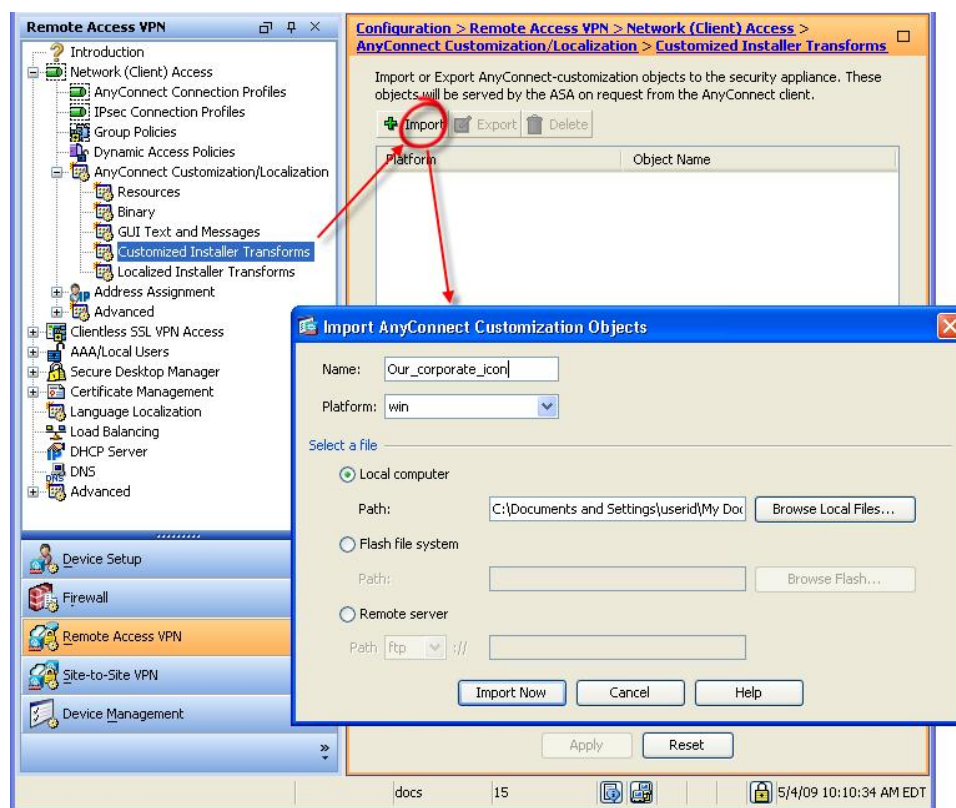 Remote Access VPN
Introduction
Network (Client) Access
AnyConnect Connection Profiles
IPsec Connection Profiles
Group Policies
Dynamic Access Policies
AnyConnect Customization/Localization
Resources
Binary
GUI Text and Messages
Customized Installer Transforms
Localized Installer Transforms
Address Assignment
Advanced
Clientless SSL VPN Access
AAA/Local Users
Secure Desktop Manager
Certificate Management
Language Localization
Load Balancing
DHCP Server
DNS
Advanced
Device Setup
Firewall
Remote Access VPN
Site-to-Site VPN
Device Management
Configuration > Remote Access VPN > Network (Client) Access >
AnyConnect Customization/Localization > Customized Installer Transforms
Import or Export AnyConnect-customization objects to the security appliance. These
objects will be served by the ASA on request from the AnyConnect client.
Import Export Delete
Platform Object Name
Import AnyConnect Customization Objects
Name: Our_corporate_icon
Platform: win
Select a file
Local computer
Path: C:\Documents and Settings\userid\My Doc Browse Local Files...
Flash file system
Path: Browse Flash...
Remote server
Path ftp ://
Import Now Cancel Help
Apply Reset
docs 15 5/4/09 10:10:34 AM EDT